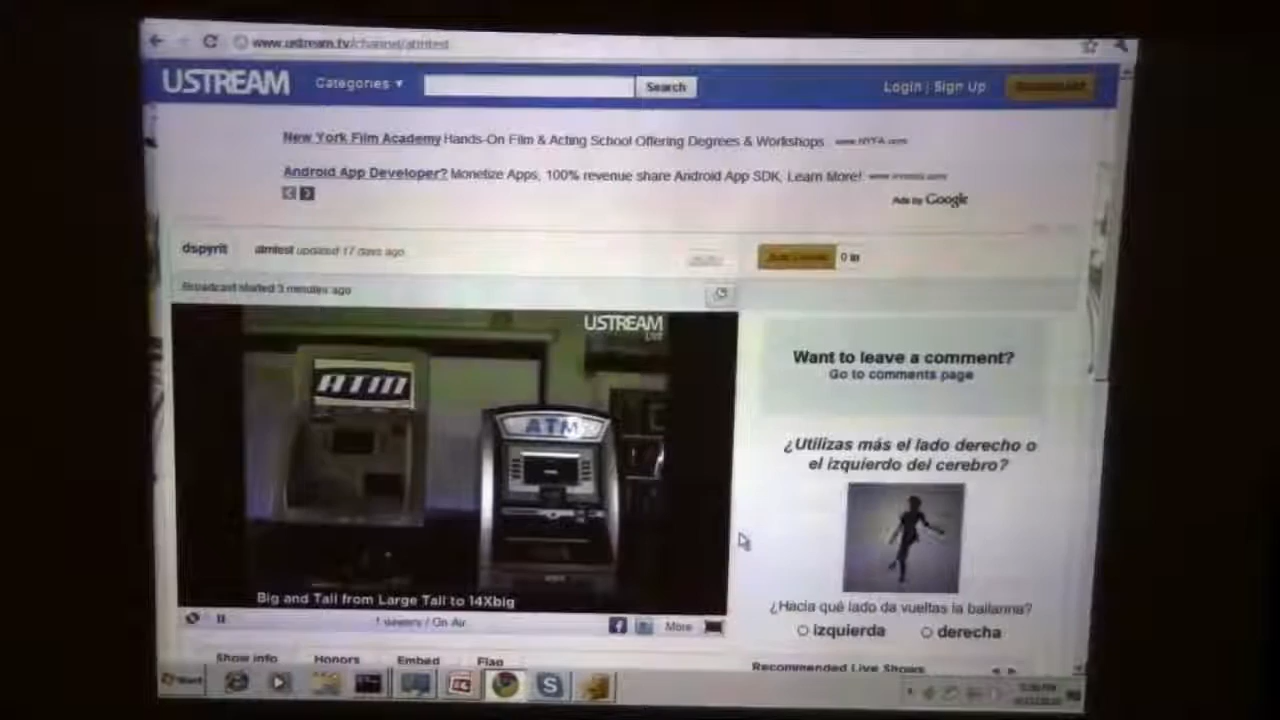 www.ustream.tv/channel/atmtest
USTREAM Categories Search Login | Sign Up
New York Film Academy Hands-On Film & Acting School Offering Degrees & Workshops
Android App Developer? Monetize Apps, 100% revenue share Android App SDK, Learn More!
Ads by Google
dspyrit atmtest updated 17 days ago
0 in
Broadcast started 3 minutes ago
USTREAM
LIVE
ATM
ATM
Want to leave a comment?
Go to comments page
¿Utilizas más el lado derecho o
el izquierdo del cerebro?
Big and Tall from Large Tall to 14Xbig
¿Hacia qué lado da vueltas la bailarina?
1 viewers / On Air More
izquierda derecha
Show info Honors Embed Flag
Recommended Live Shows
Start